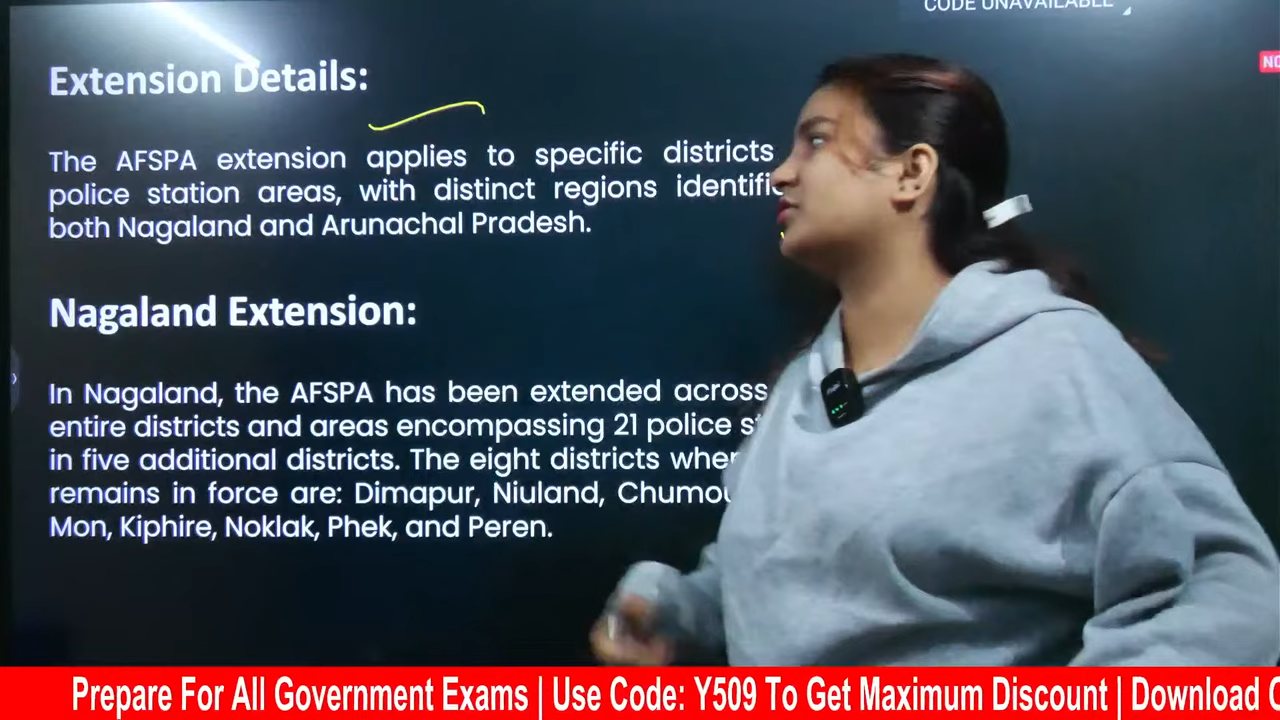 CODE UNAVAILABLE
NO
Extension Details:
The AFSPA extension applies to specific districts
police station areas, with distinct regions
both Nagaland and Arunachal Pradesh.
Nagaland Extension:
In Nagaland, the AFSPA has been extended across
entire districts and areas encompassing 21 police
in five additional districts. The eight districts
remains in force are: Dimapur, Niuland,
Mon, Kiphire, Noklak, Phek, and Peren.
Prepare For All Government Exams | Use Code: Y509 To Get Maximum Discount | Download